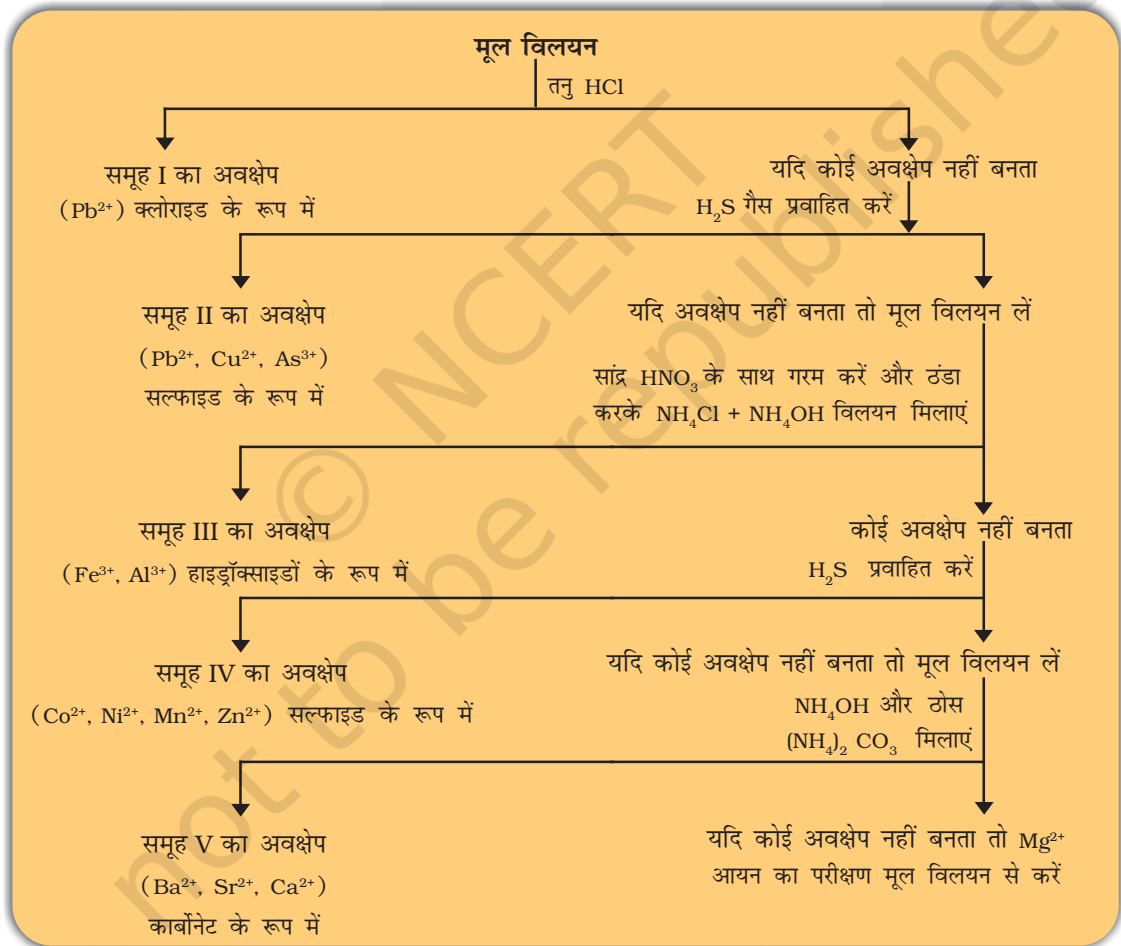 मूल विलयन
तनु HCl
समूह I का अवक्षेप
(Pb²⁺) क्लोराइड के रूप में
यदि कोई अवक्षेप नहीं बनता
H₂S गैस प्रवाहित करें
समूह II का अवक्षेप
(Pb²⁺, Cu²⁺, As³⁺)
सल्फाइड के रूप में
यदि अवक्षेप नहीं बनता तो मूल विलयन लें
सांद्र HNO₃ के साथ गरम करें और ठंडा
करके NH₄Cl + NH₄OH विलयन मिलाएं
समूह III का अवक्षेप
(Fe³⁺, Al³⁺) हाइड्रॉक्साइडों के रूप में
कोई अवक्षेप नहीं बनता
H₂S प्रवाहित करें
समूह IV का अवक्षेप
(Co²⁺, Ni²⁺, Mn²⁺, Zn²⁺) सल्फाइड के रूप में
यदि कोई अवक्षेप नहीं बनता तो मूल विलयन लें
NH₄OH और ठोस
(NH₄)₂ CO₃ मिलाएं
समूह V का अवक्षेप
(Ba²⁺, Sr²⁺, Ca²⁺)
कार्बोनेट के रूप में
यदि कोई अवक्षेप नहीं बनता तो Mg²⁺
आयन का परीक्षण मूल विलयन से करें
© NCERT
not to be republished